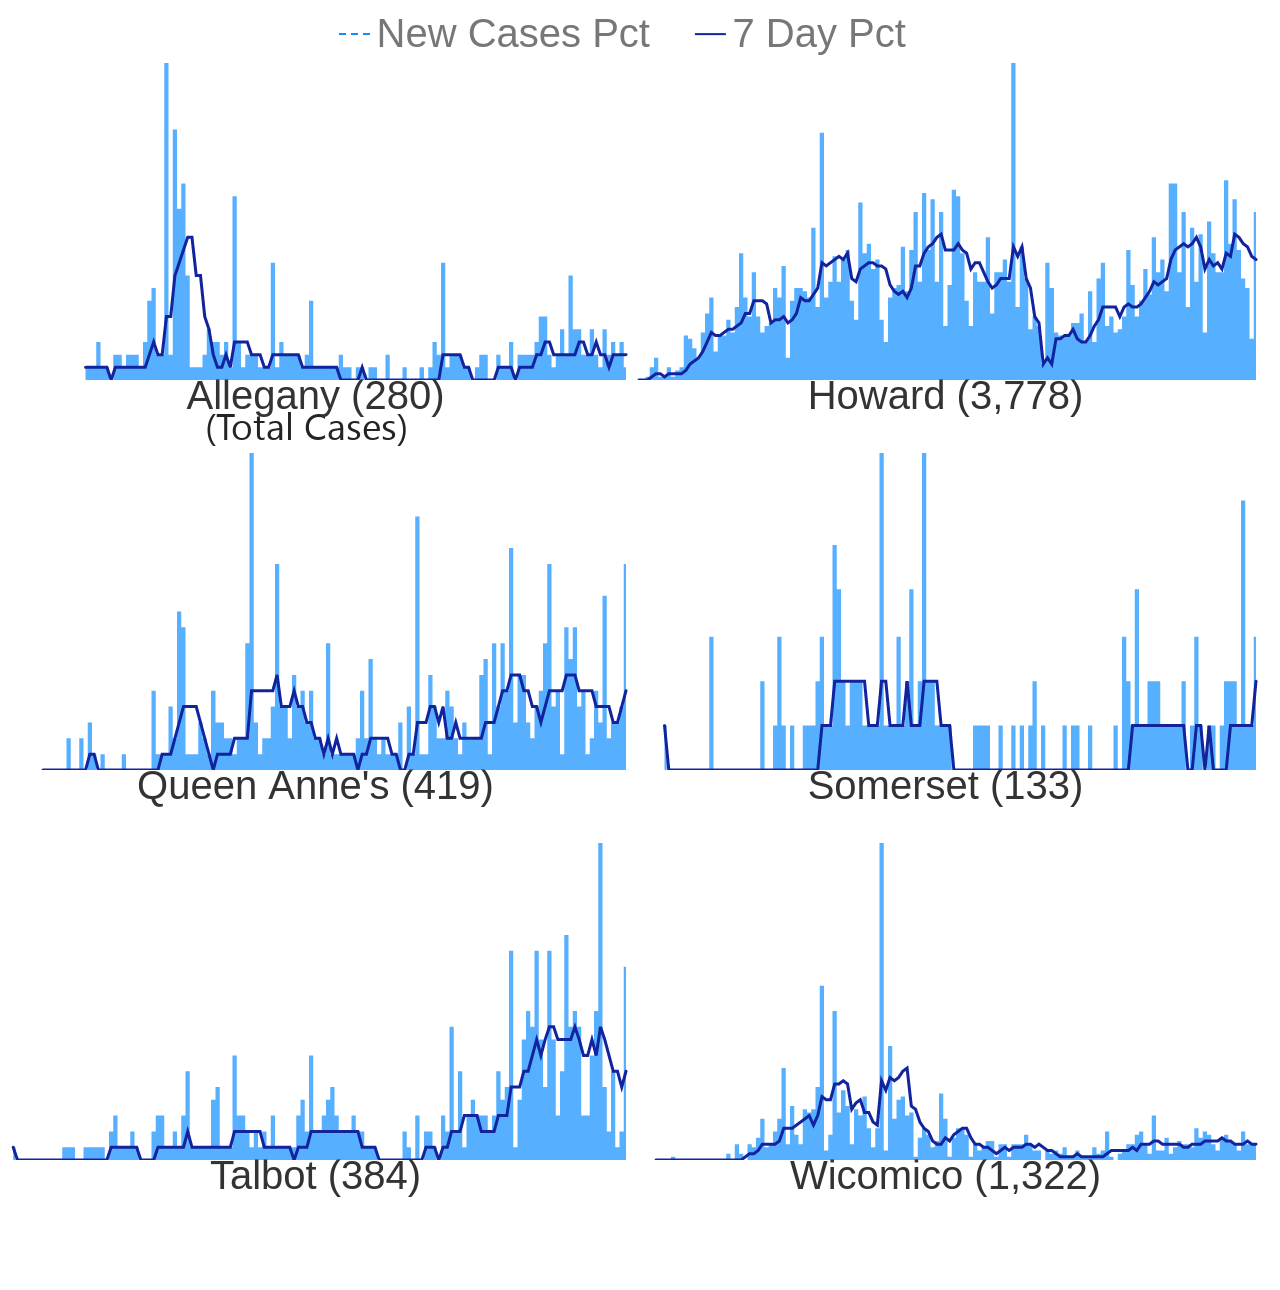 New Cases Pct 7 Day Pct
Allegany (280) Howard (3,778)
(Total Cases)
Queen Anne's (419) Somerset (133)
Talbot (384) Wicomico (1,322)